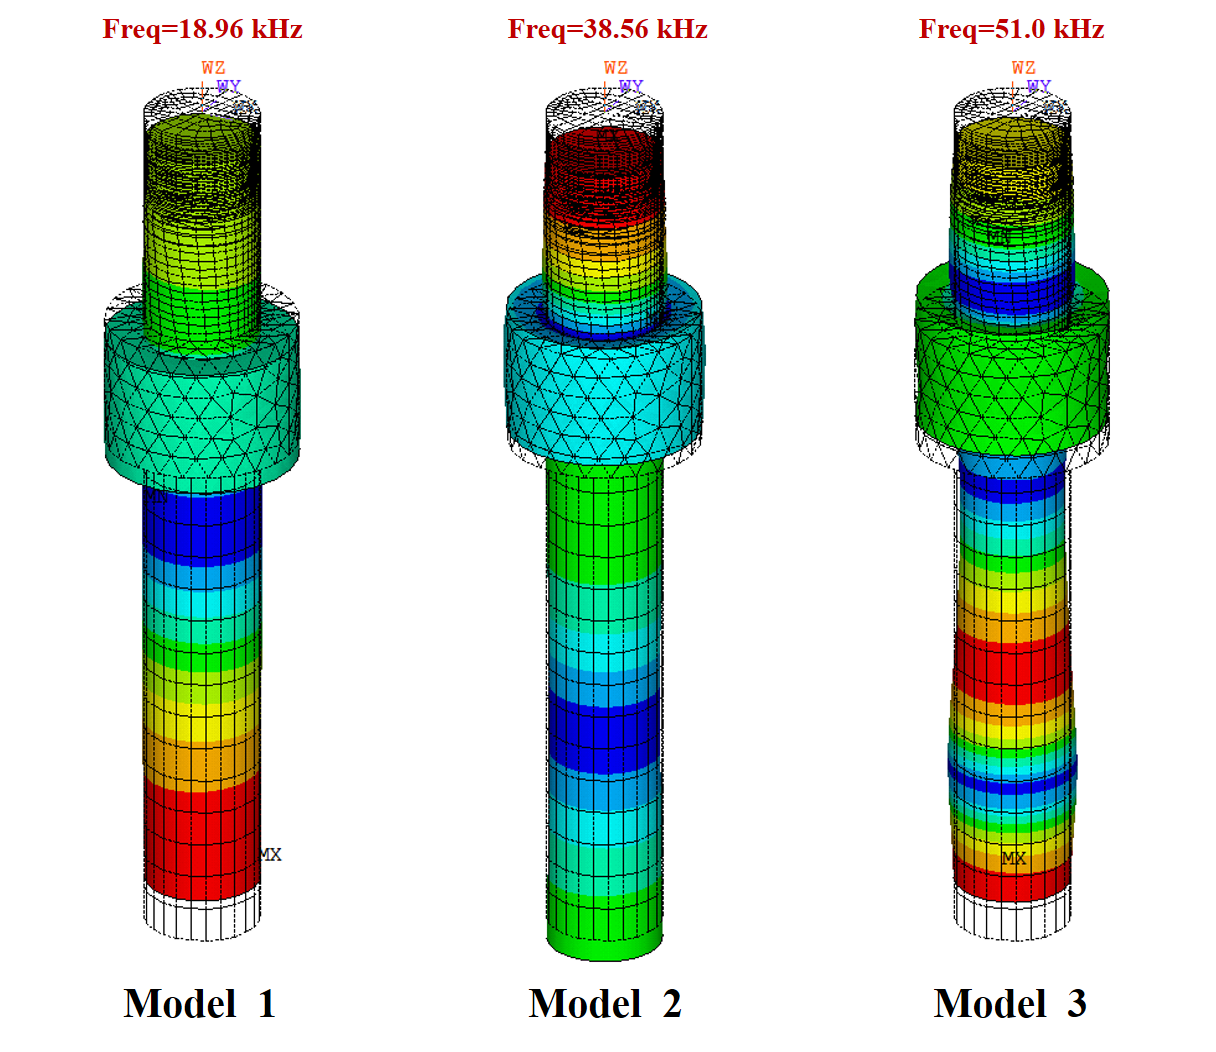 Freq=18.96 kHz Freq=38.56 kHz Freq=51.0 kHz
WZ WZ WZ
WY WY WY
MX MX
Model 1 Model 2 Model 3